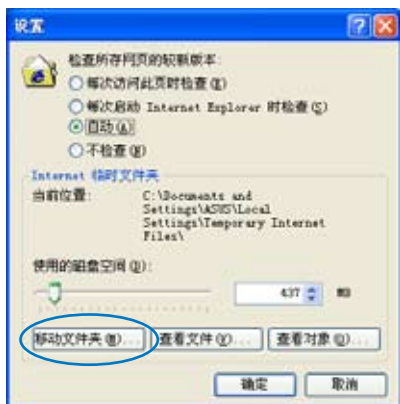 设置
检查所存网页的较新版本:
每次访问此页时检查(E)
每次启动 Internet Explorer 时检查(S)
自动(A)
不检查(N)
Internet 临时文件夹
当前位置: C:\Documents and
Settings\ASUS\Local
Settings\Temporary Internet
Files\
使用的磁盘空间(D):
437 MB
移动文件夹(M)... 查看文件(V)... 查看对象(O)...
确定 取消